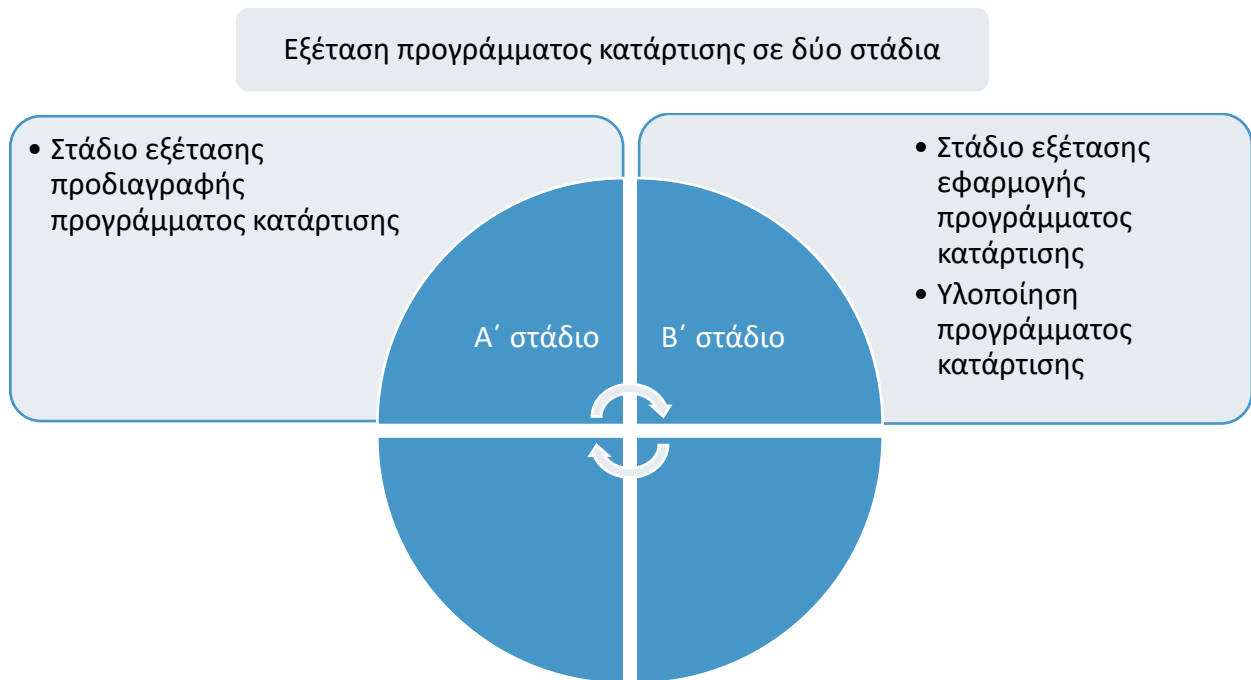 Εξέταση προγράμματος κατάρτισης σε δύο στάδια
• Στάδιο εξέτασης
προδιαγραφής
προγράμματος κατάρτισης
• Στάδιο εξέτασης
εφαρμογής
προγράμματος
κατάρτισης
• Υλοποίηση
προγράμματος
κατάρτισης
Α΄ στάδιο
Β΄ στάδιο